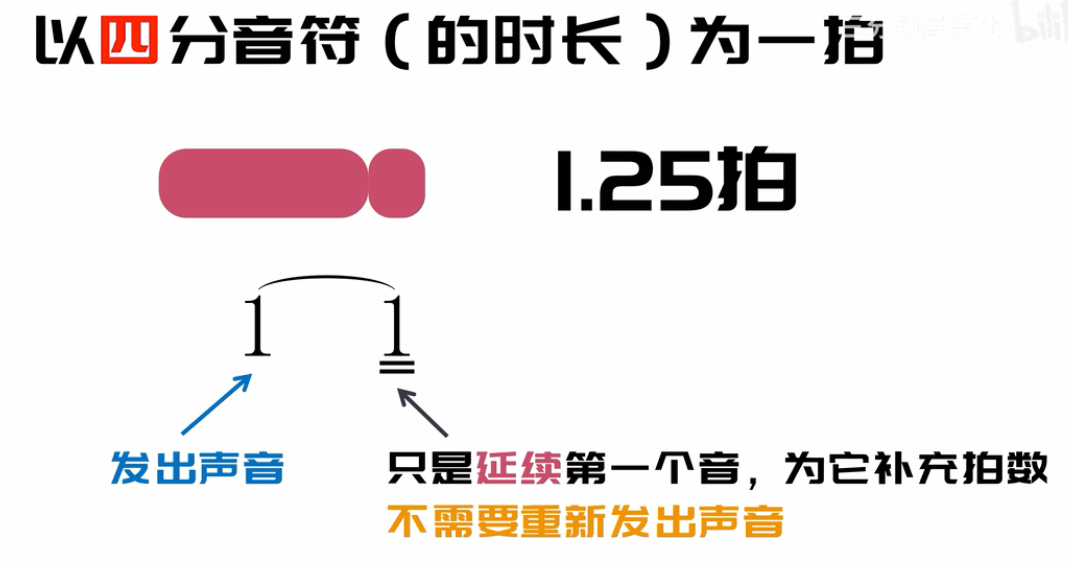 以四分音符（的时长）为一拍
1.25拍
1 1
发出声音
只是延续第一个音，为它补充拍数
不需要重新发出声音